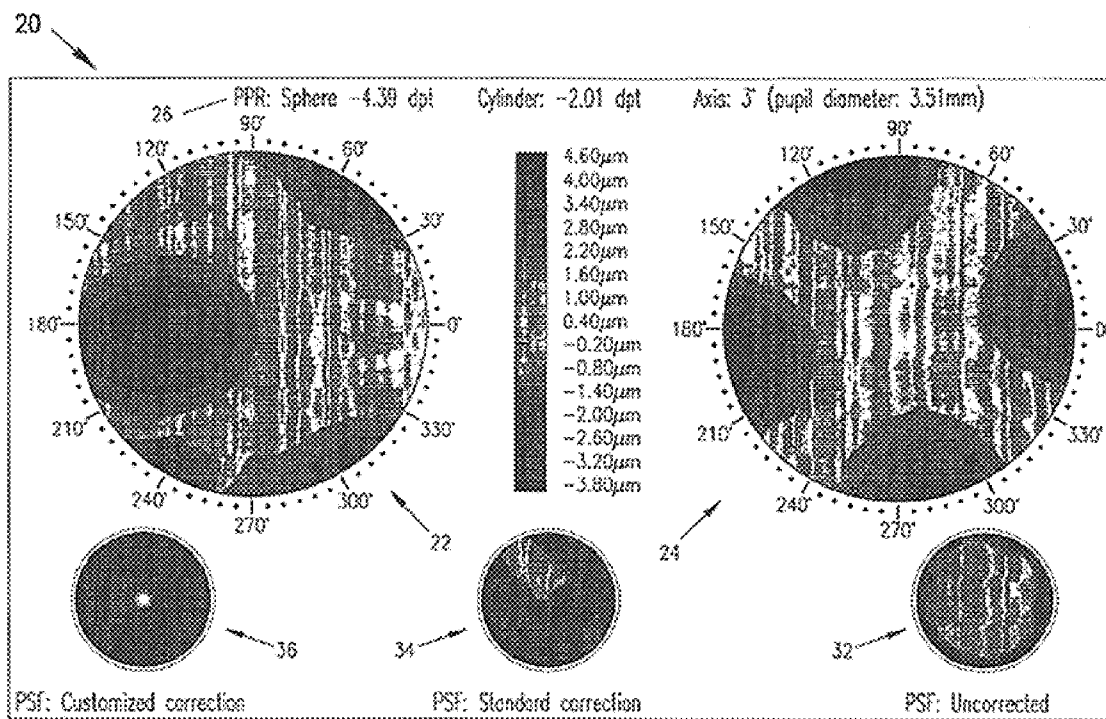 20
26 PPR: Sphere -4.39 dpt Cylinder: -2.01 dpt Axis: 3° (pupil diameter: 3.51mm)
90° 90°
120° 60° 120° 60°
150° 30° 150° 30°
180° 0° 180° 0
210° 330° 210° 330°
240° 300° 240° 300°
270° 270°
4.60μm
4.00μm
3.40μm
2.80μm
2.20μm
1.60μm
1.00μm
0.40μm
-0.20μm
-0.80μm
-1.40μm
-2.00μm
-2.60μm
-3.20μm
-3.80μm
22 24
36 34 32
PSF: Customized correction PSF: Standard correction PSF: Uncorrected